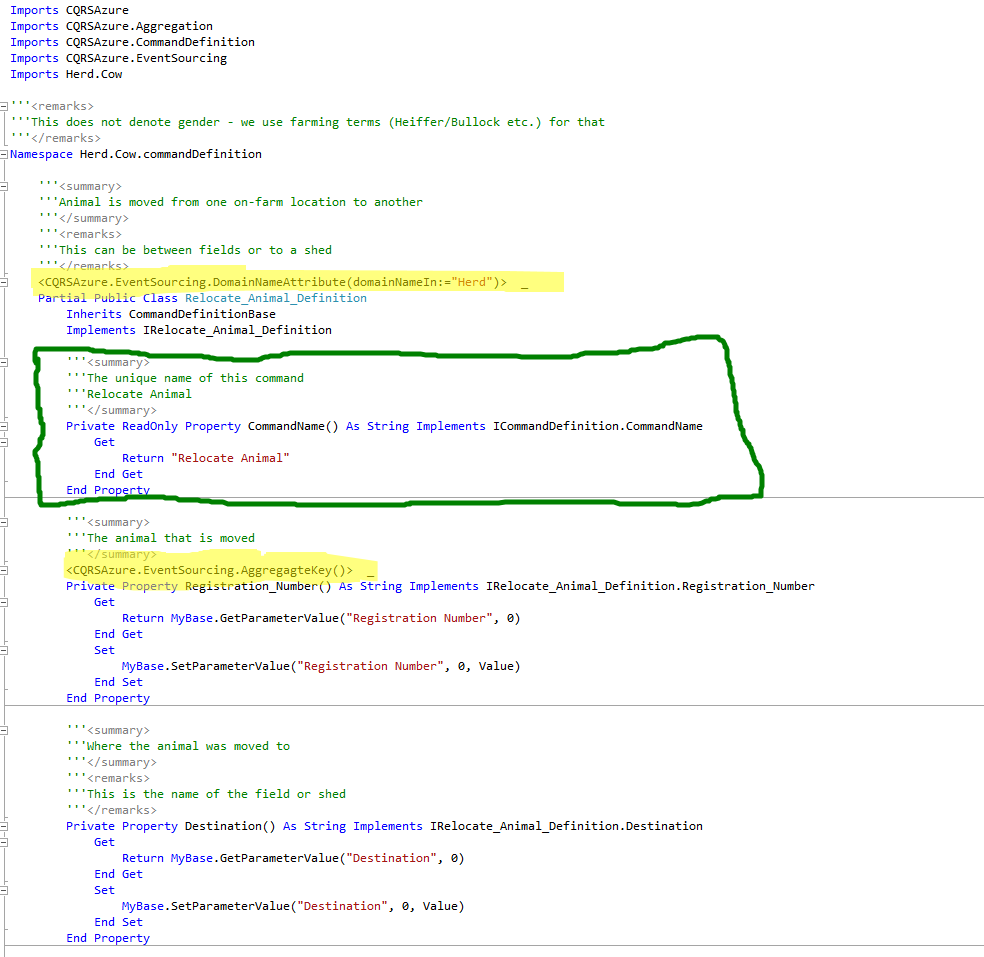 Imports CQRSAzure
Imports CQRSAzure.Aggregation
Imports CQRSAzure.CommandDefinition
Imports CQRSAzure.EventSourcing
Imports Herd.Cow
'''<remarks>
'''This does not denote gender - we use farming terms (Heiffer/Bullock etc.) for that
'''</remarks>
Namespace Herd.Cow.commandDefinition
'''<summary>
'''Animal is moved from one on-farm location to another
'''</summary>
'''<remarks>
'''This can be between fields or to a shed
'''</remarks>
<CQRSAzure.EventSourcing.DomainNameAttribute(domainNameIn:="Herd")> _
Partial Public Class Relocate_Animal_Definition
Inherits CommandDefinitionBase
Implements IRelocate_Animal_Definition
'''<summary>
'''The unique name of this command
'''Relocate Animal
'''</summary>
Private ReadOnly Property CommandName() As String Implements ICommandDefinition.CommandName
Get
Return "Relocate Animal"
End Get
End Property
'''<summary>
'''The animal that is moved
'''</summary>
<CQRSAzure.EventSourcing.AggregagteKey()> _
Private Property Registration_Number() As String Implements IRelocate_Animal_Definition.Registration_Number
Get
Return MyBase.GetParameterValue("Registration Number", 0)
End Get
Set
MyBase.SetParameterValue("Registration Number", 0, Value)
End Set
End Property
'''<summary>
'''Where the animal was moved to
'''</summary>
'''<remarks>
'''This is the name of the field or shed
'''</remarks>
Private Property Destination() As String Implements IRelocate_Animal_Definition.Destination
Get
Return MyBase.GetParameterValue("Destination", 0)
End Get
Set
MyBase.SetParameterValue("Destination", 0, Value)
End Set
End Property